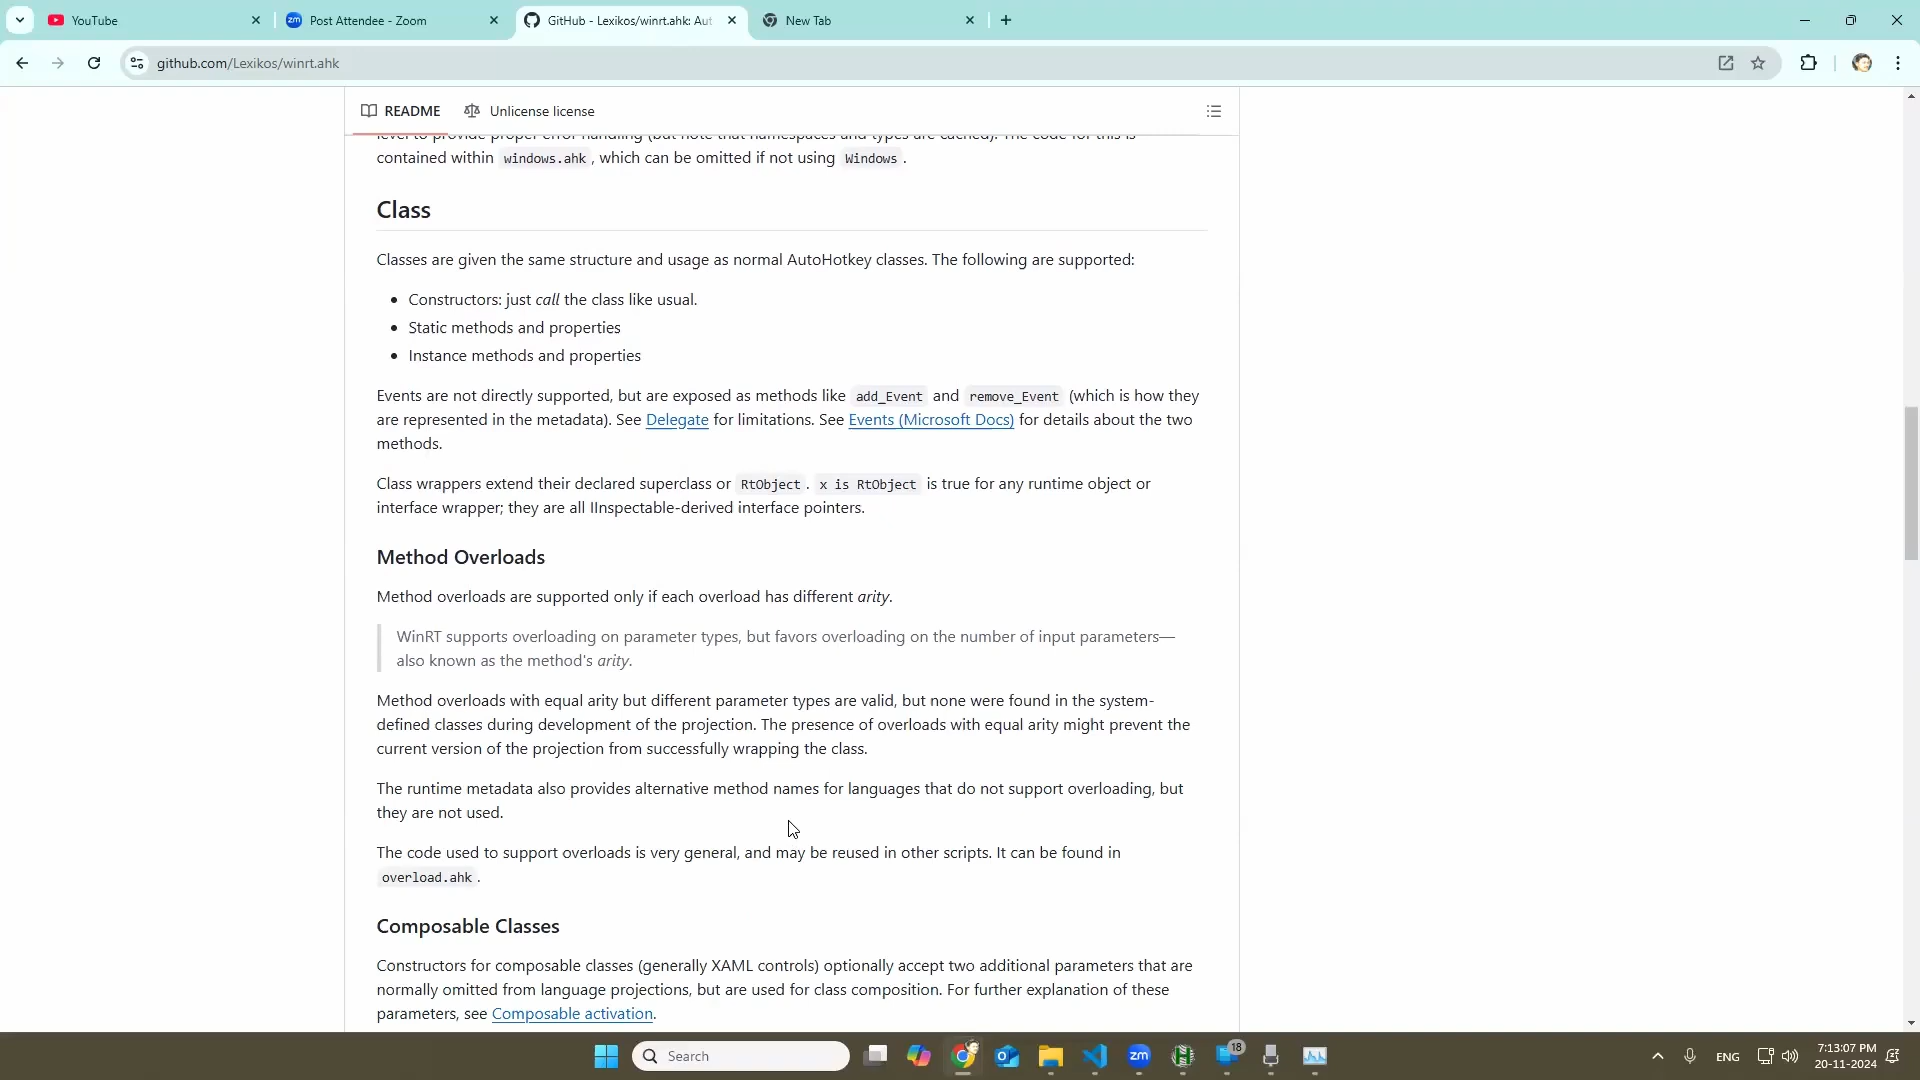 YouTube
Post Attendee - Zoom
GitHub - Lexikos/winrt.ahk: Aut
New Tab
github.com/Lexikos/winrt.ahk
README
Unlicense license
level to provide proper error handling (but note that namespaces and types are cached). The code for this is
contained within windows.ahk, which can be omitted if not using Windows.
Class
Classes are given the same structure and usage as normal AutoHotkey classes. The following are supported:
• Constructors: just call the class like usual.
• Static methods and properties
• Instance methods and properties
Events are not directly supported, but are exposed as methods like add_Event and remove_Event (which is how they
are represented in the metadata). See Delegate for limitations. See Events (Microsoft Docs) for details about the two
methods.
Class wrappers extend their declared superclass or RtObject. x is RtObject is true for any runtime object or
interface wrapper; they are all IInspectable-derived interface pointers.
Method Overloads
Method overloads are supported only if each overload has different arity.
WinRT supports overloading on parameter types, but favors overloading on the number of input parameters—
also known as the method's arity.
Method overloads with equal arity but different parameter types are valid, but none were found in the system-
defined classes during development of the projection. The presence of overloads with equal arity might prevent the
current version of the projection from successfully wrapping the class.
The runtime metadata also provides alternative method names for languages that do not support overloading, but
they are not used.
The code used to support overloads is very general, and may be reused in other scripts. It can be found in
overload.ahk.
Composable Classes
Constructors for composable classes (generally XAML controls) optionally accept two additional parameters that are
normally omitted from language projections, but are used for class composition. For further explanation of these
parameters, see Composable activation.
Search
zm
18
ENG
7:13:07 PM
20-11-2024